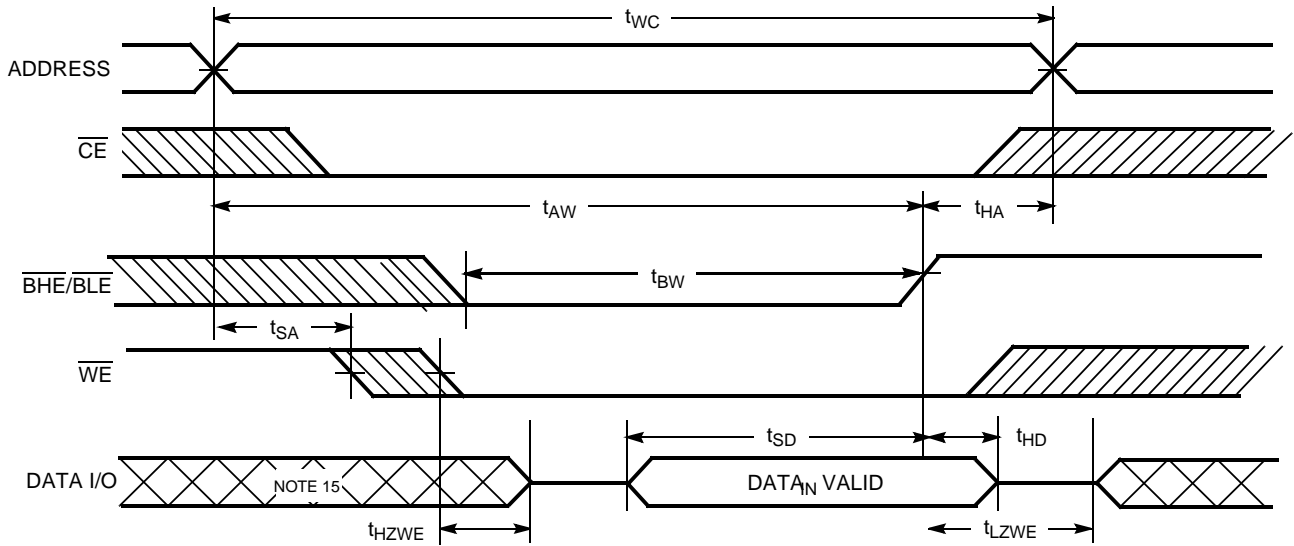 tWC
ADDRESS
CE
tAW
tHA
BHE/BLE
tBW
tSA
WE
tSD
tHD
DATA I/O
NOTE 15
DATAIN VALID
tHZWE
tLZWE